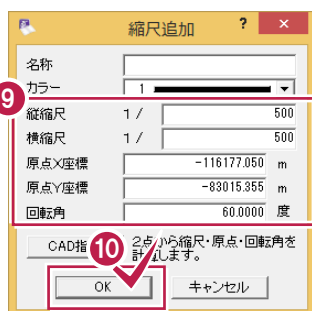 縮尺追加 ? ×
名称
カラー 1
9
縦縮尺 1 / 500
横縮尺 1 / 500
原点X座標 -116177.050 m
原点Y座標 -83015.355 m
回転角 60.0000 度
CAD指 2点から縮尺・原点・回転角を
計算します。
10
OK キャンセル